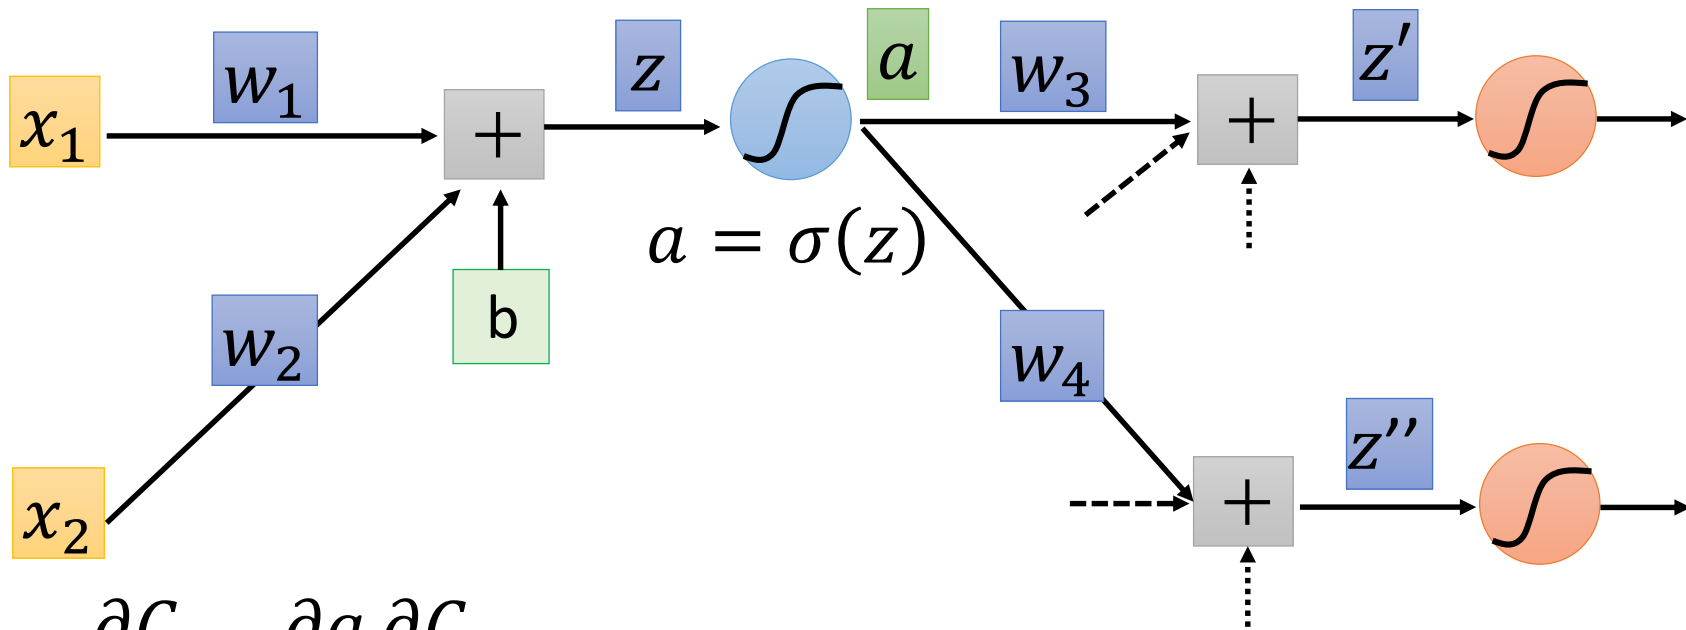 x₁ w₁ + z a w₃ + z′
a = σ(z)
b
w₂ w₄
x₂ + z′′
∂C ∂a ∂C